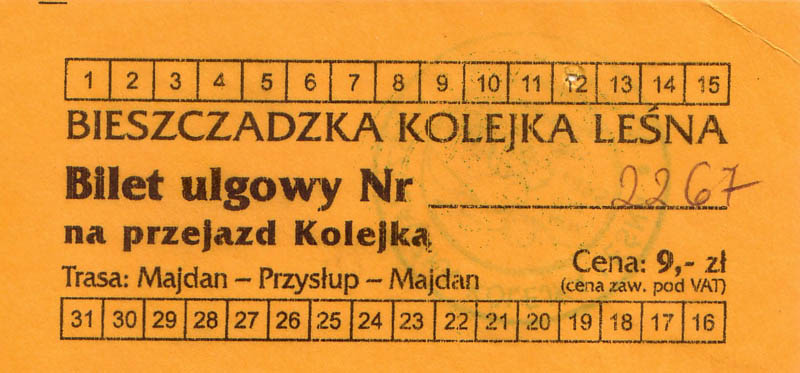 1 2 3 4 5 6 7 8 9 10 11 12 13 14 15
BIESZCZADZKA KOLEJKA LEŚNA
Bilet ulgowy Nr 2267
na przejazd Kolejką
Trasa: Majdan – Przysłup – Majdan
Cena: 9,- zł
(cena zaw. pod VAT)
31 30 29 28 27 26 25 24 23 22 21 20 19 18 17 16